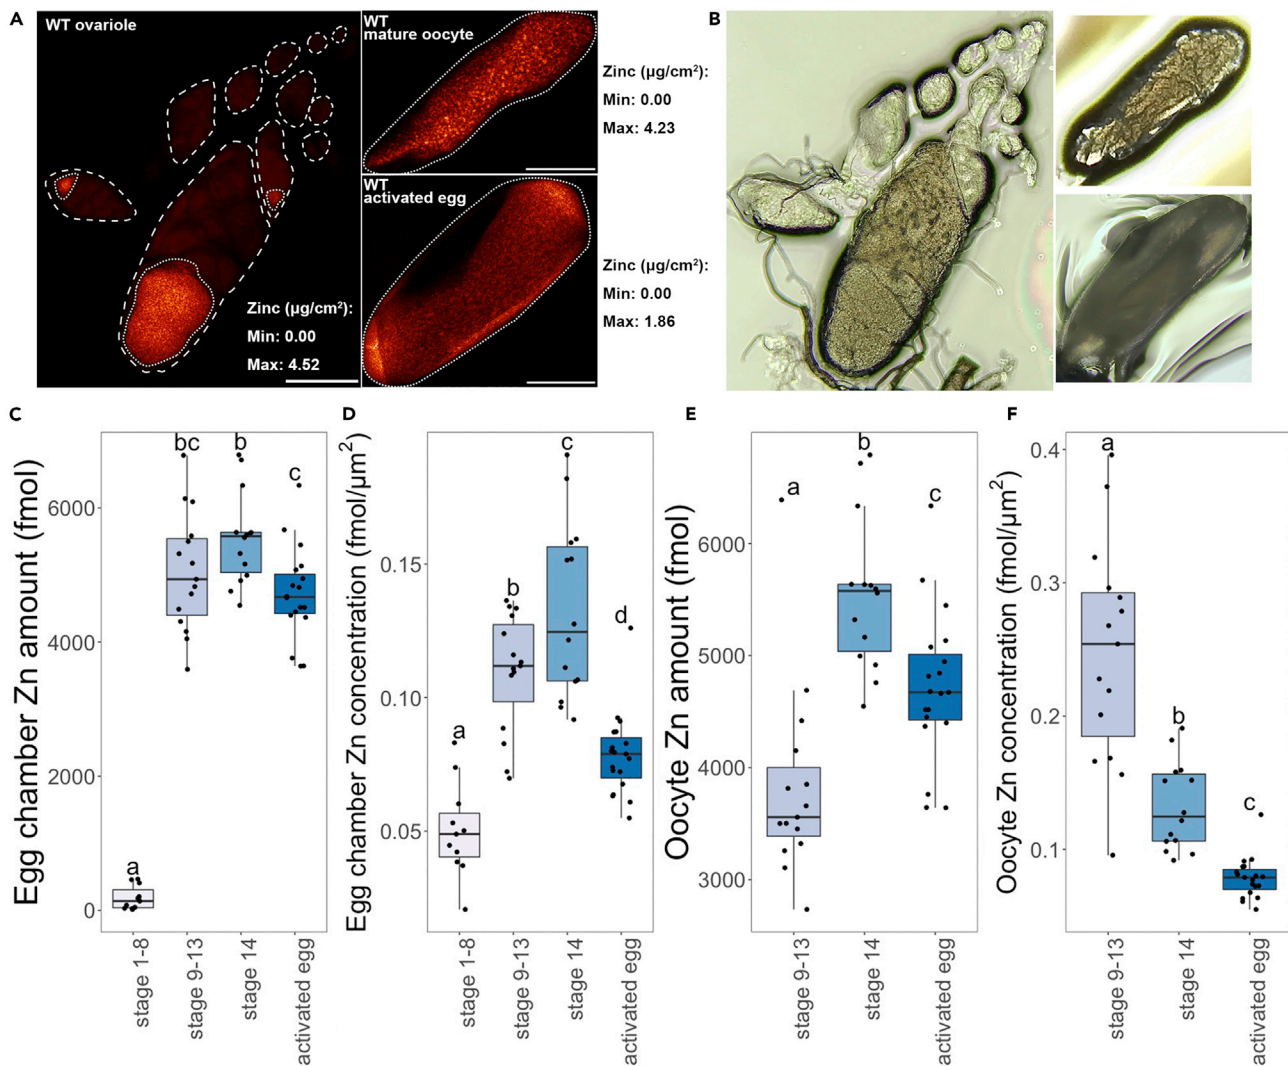 A
WT ovariole
Zinc (µg/cm²):
Min: 0.00
Max: 4.52
WT
mature oocyte
Zinc (µg/cm²):
Min: 0.00
Max: 4.23
WT
activated egg
Zinc (µg/cm²):
Min: 0.00
Max: 1.86
B
C
Egg chamber Zn amount (fmol)
6000
4000
2000
0
a
bc
b
c
stage 1-8
stage 9-13
stage 14
activated egg
D
Egg chamber Zn concentration (fmol/µm²)
0.15
0.10
0.05
a
b
c
d
stage 1-8
stage 9-13
stage 14
activated egg
E
Oocyte Zn amount (fmol)
6000
5000
4000
3000
a
b
c
stage 9-13
stage 14
activated egg
F
Oocyte Zn concentration (fmol/µm²)
0.4
0.3
0.2
0.1
a
b
c
stage 9-13
stage 14
activated egg